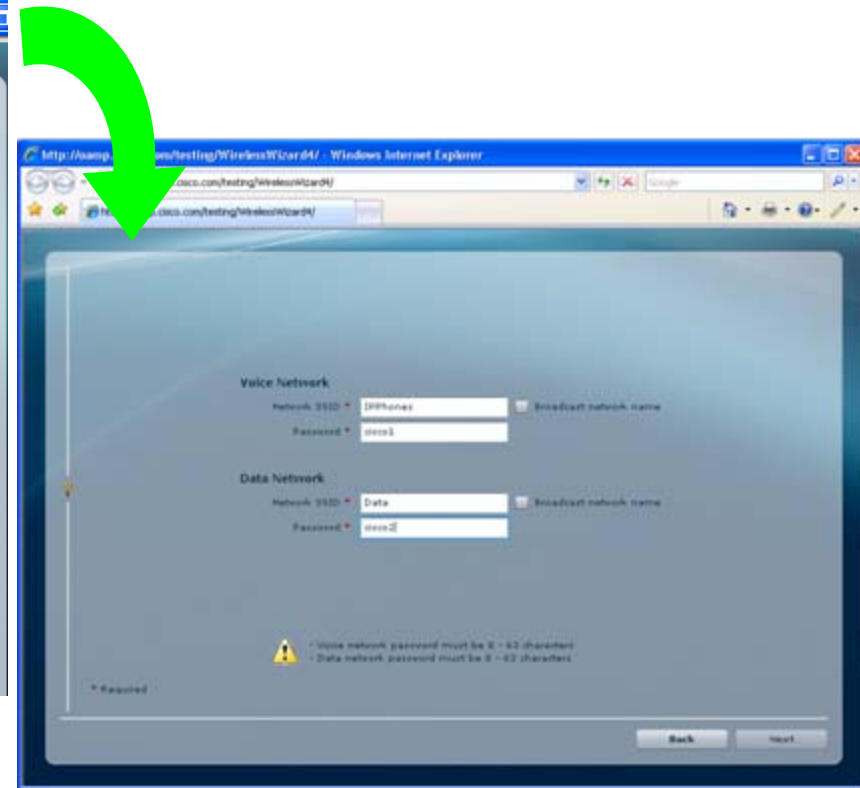 http://oamp. om/testing/WirelessWizard4/ - Windows Internet Explorer
.cisco.com/testing/WirelessWizard4/
Google
cisco.com/testing/WirelessWizard4/
Voice Network
Network SSID * IPPhones Broadcast network name
Password * cisco1
Data Network
Network SSID * Data Broadcast network name
Password * cisco2
- Voice network password must be 8 - 63 characters
- Data network password must be 8 - 63 characters
* Required
Back Next